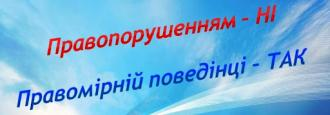 Правопорушенням – НІ
Правомірній поведінці – ТАК